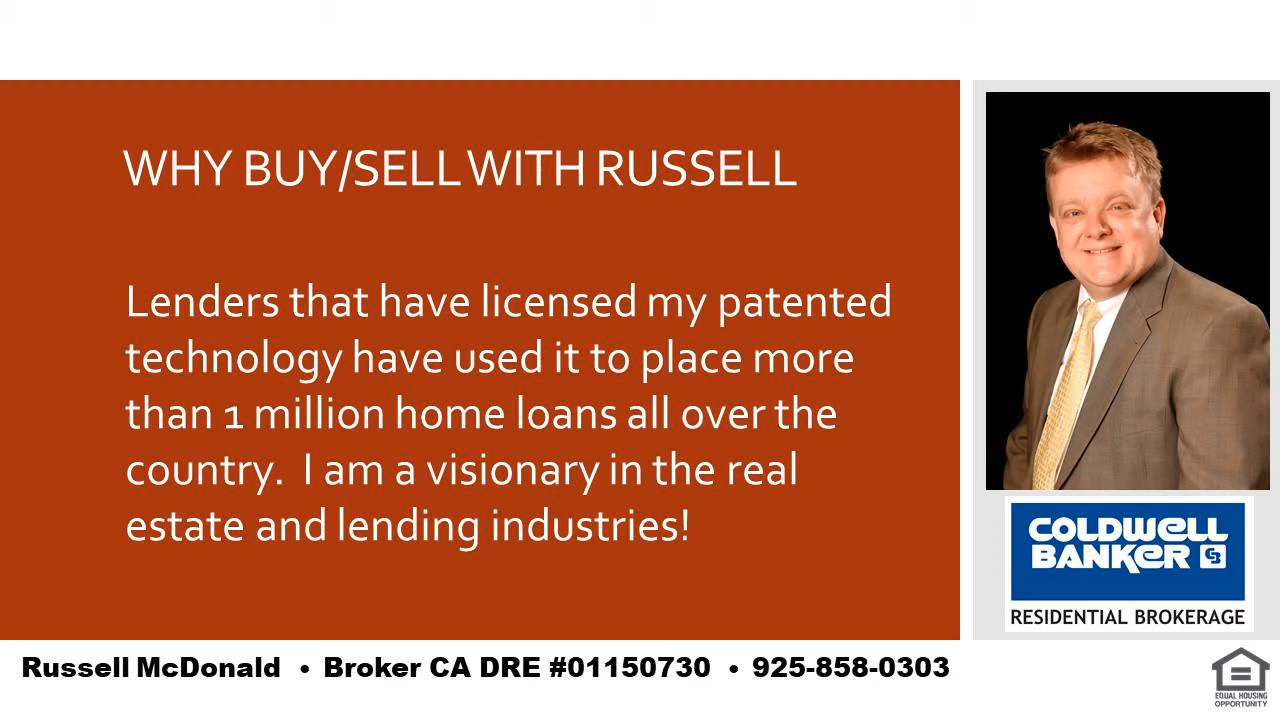 WHY BUY/SELL WITH RUSSELL
Lenders that have licensed my patented
technology have used it to place more
than 1 million home loans all over the
country.  I am a visionary in the real
estate and lending industries!
COLDWELL
BANKER CB
RESIDENTIAL BROKERAGE
Russell McDonald • Broker CA DRE #01150730 • 925-858-0303
EQUAL HOUSING
OPPORTUNITY